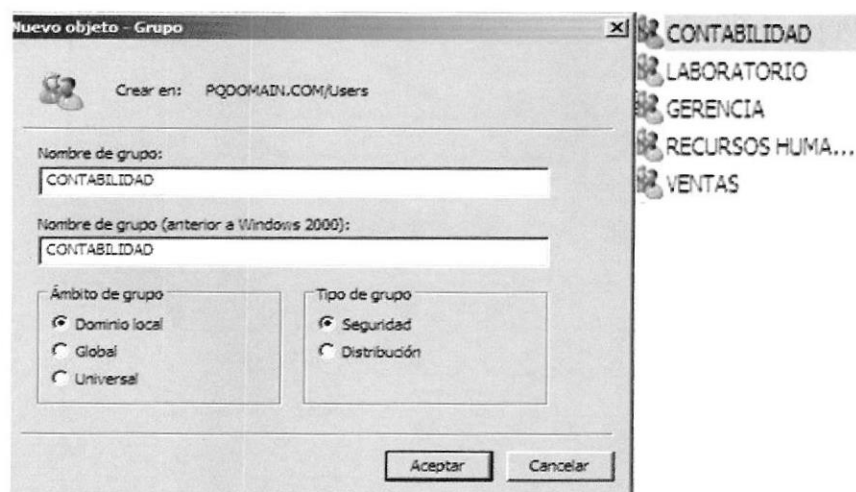 Nuevo objeto - Grupo
Crear en: PQDOMAIN.COM/Users
Nombre de grupo:
CONTABILIDAD
Nombre de grupo (anterior a Windows 2000):
CONTABILIDAD
Ámbito de grupo
Dominio local
Global
Universal
Tipo de grupo
Seguridad
Distribución
Aceptar
Cancelar
CONTABILIDAD
LABORATORIO
GERENCIA
RECURSOS HUMA...
VENTAS